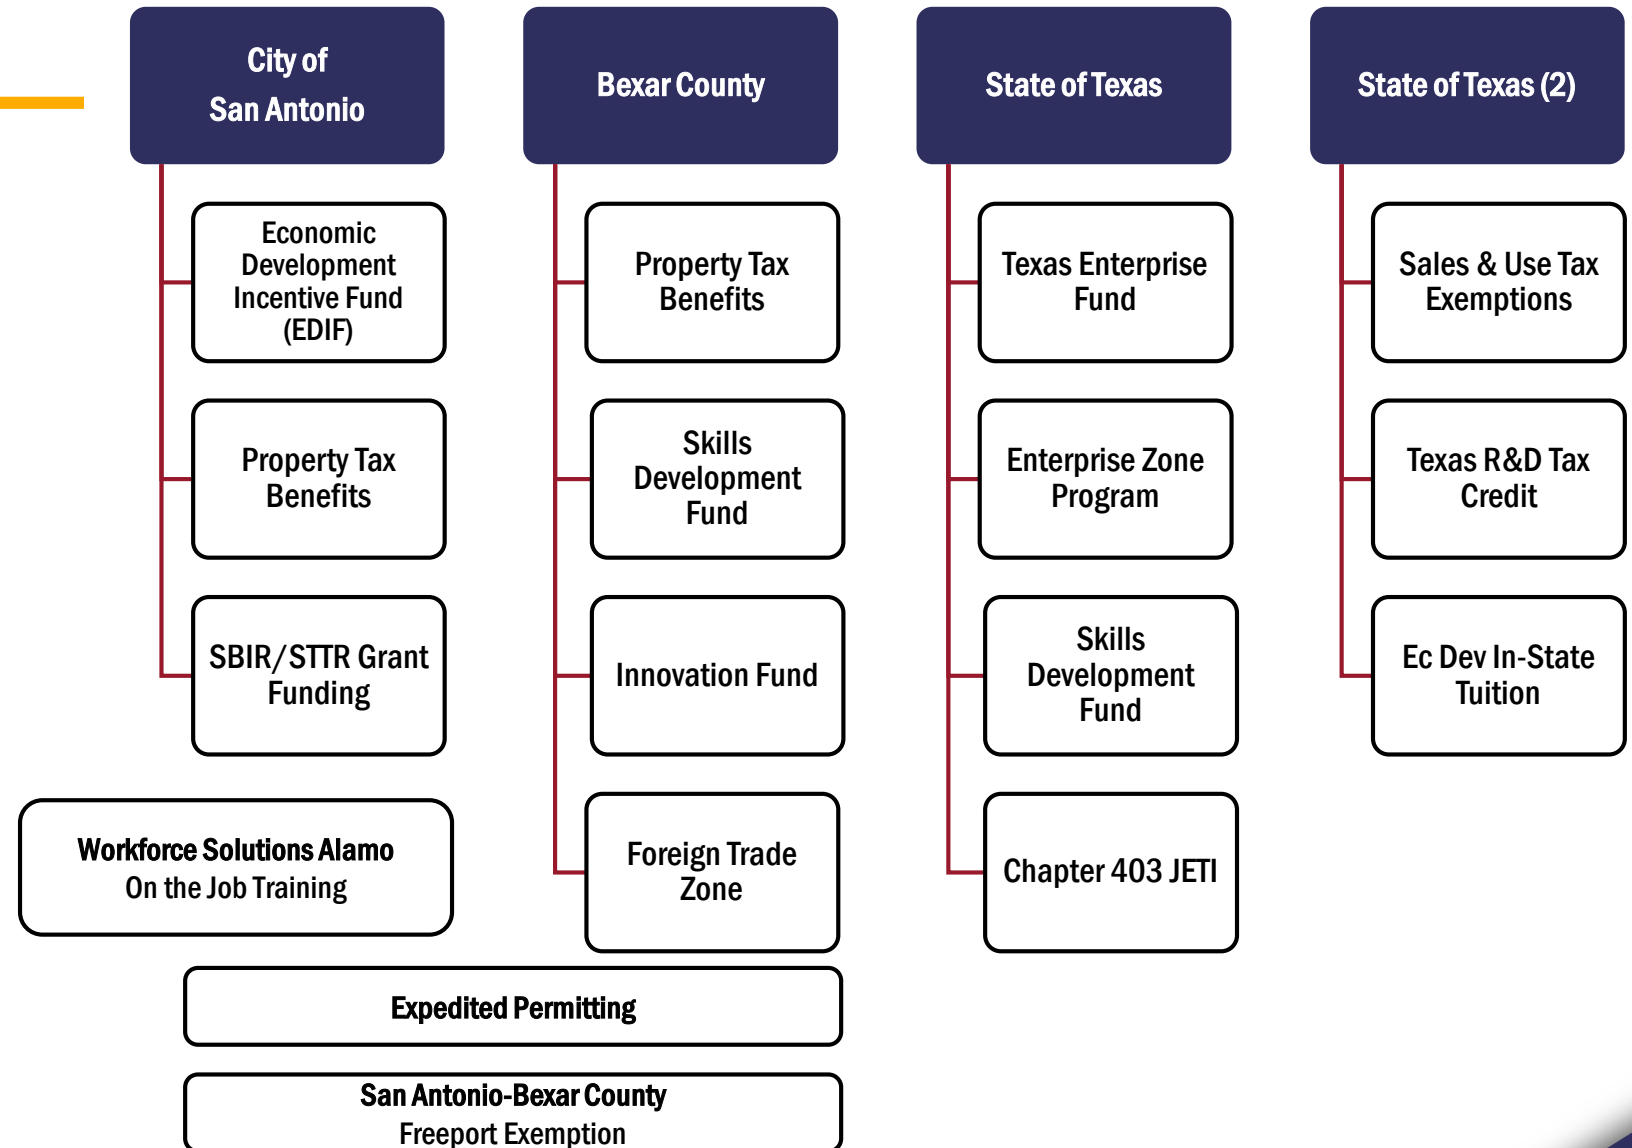 City of
San Antonio
Economic
Development
Incentive Fund
(EDIF)
Property Tax
Benefits
SBIR/STTR Grant
Funding
Workforce Solutions Alamo
On the Job Training
Bexar County
Property Tax
Benefits
Skills
Development
Fund
Innovation Fund
Foreign Trade
Zone
Expedited Permitting
San Antonio-Bexar County
Freeport Exemption
State of Texas
Texas Enterprise
Fund
Enterprise Zone
Program
Skills
Development
Fund
Chapter 403 JETI
State of Texas (2)
Sales & Use Tax
Exemptions
Texas R&D Tax
Credit
Ec Dev In-State
Tuition